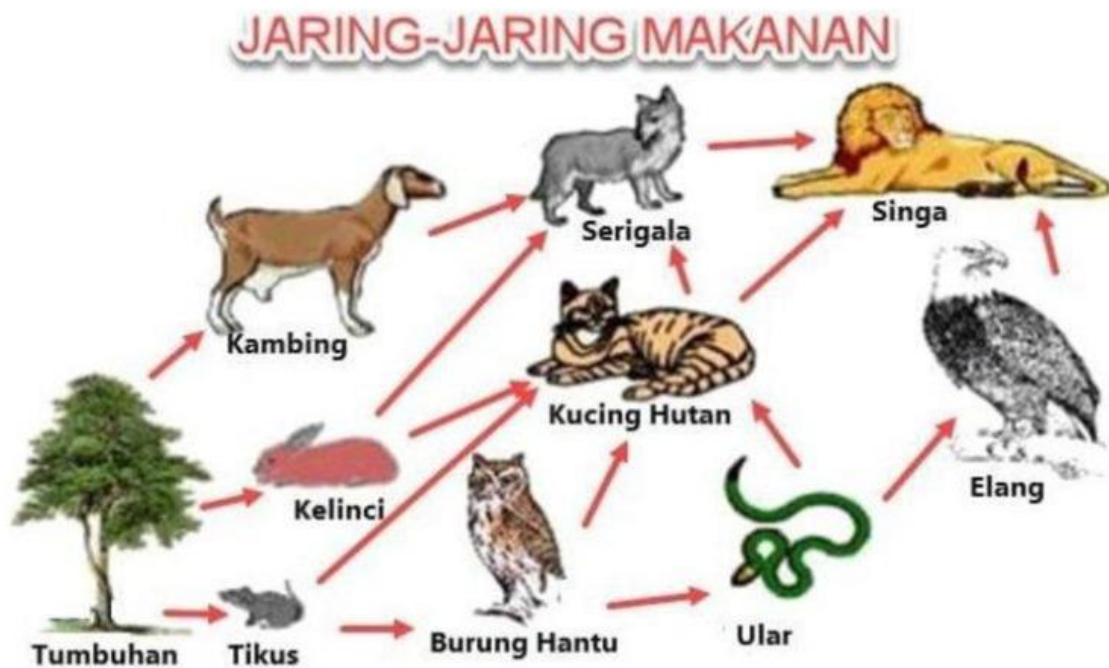 JARING-JARING MAKANAN
Singa
Serigala
Kambing
Kucing Hutan
Elang
Kelinci
Ular
Burung Hantu
Tumbuhan
Tikus